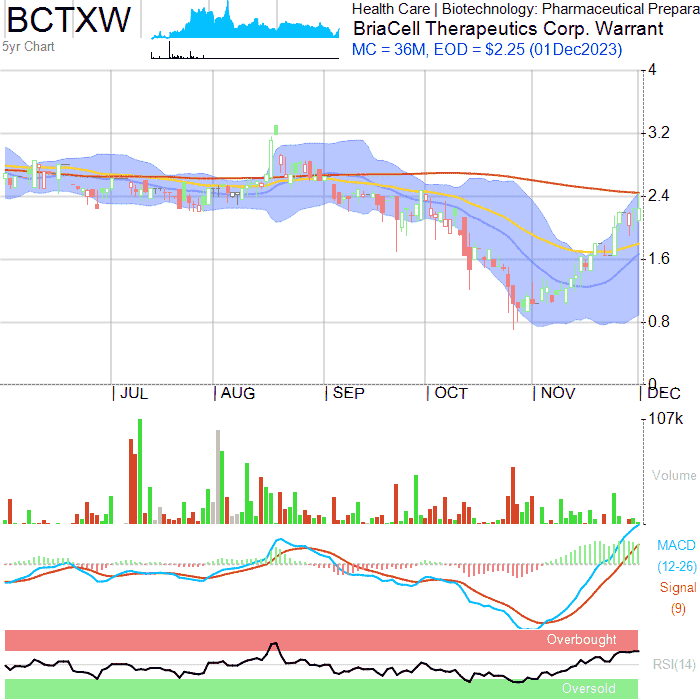 BCTXW
5yr Chart
Health Care | Biotechnology: Pharmaceutical Prepara
BriaCell Therapeutics Corp. Warrant
MC = 36M, EOD = $2.25 (01Dec2023)
4
3.2
2.4
1.6
0.8
0
JUL AUG SEP OCT NOV DEC
107k
Volume
MACD
(12-26)
Signal
(9)
Overbought
RSI(14)
Oversold